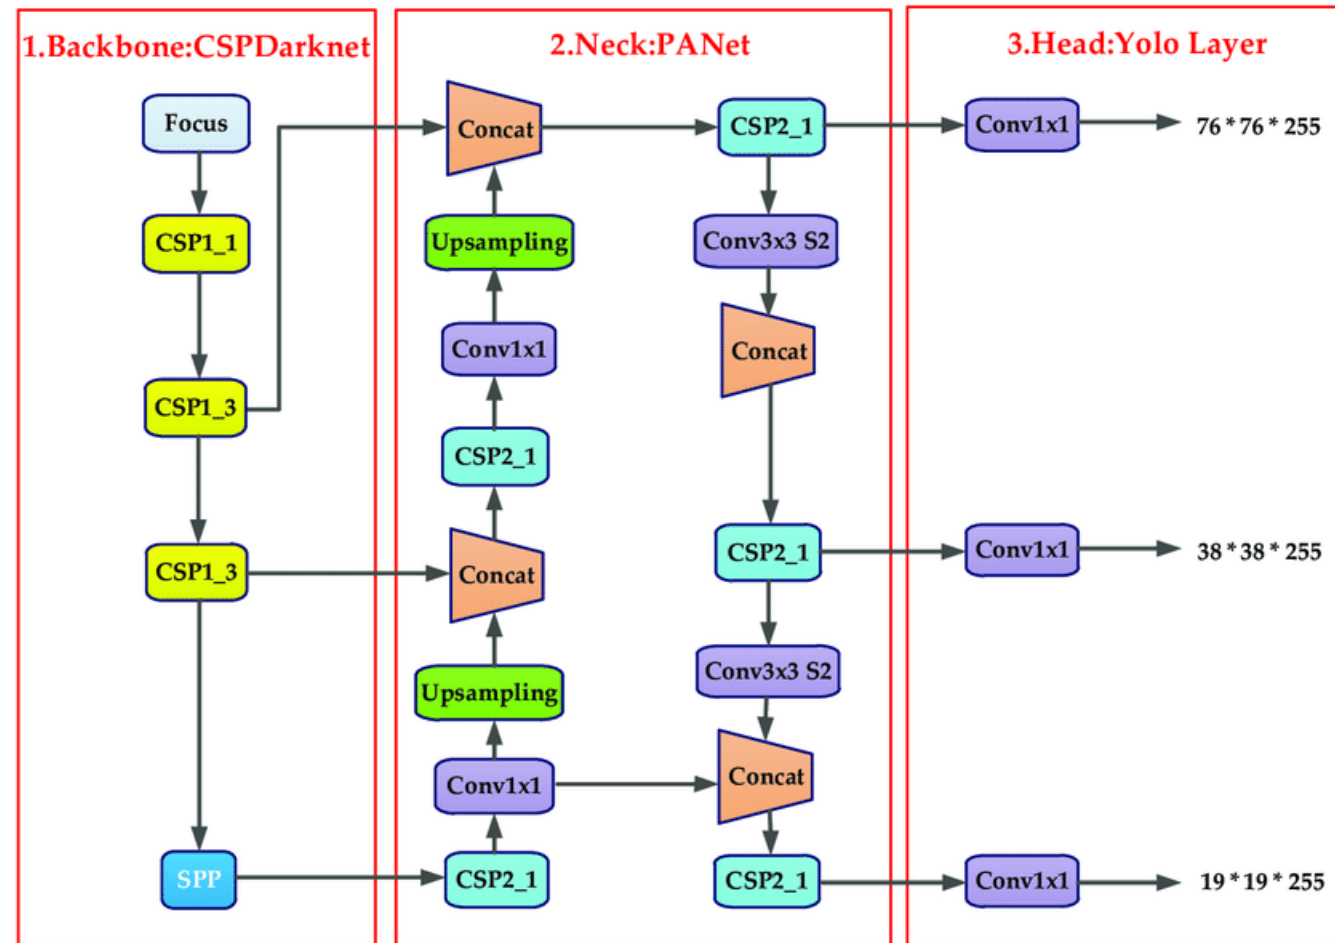 1.Backbone:CSPDarknet
Focus
CSP1_1
CSP1_3
CSP1_3
SPP
2.Neck:PANet
Concat
Upsampling
Conv1x1
CSP2_1
Concat
Upsampling
Conv1x1
CSP2_1
CSP2_1
Conv3x3 S2
Concat
CSP2_1
Conv3x3 S2
Concat
CSP2_1
3.Head:Yolo Layer
Conv1x1
76 * 76 * 255
Conv1x1
38 * 38 * 255
Conv1x1
19 * 19 * 255